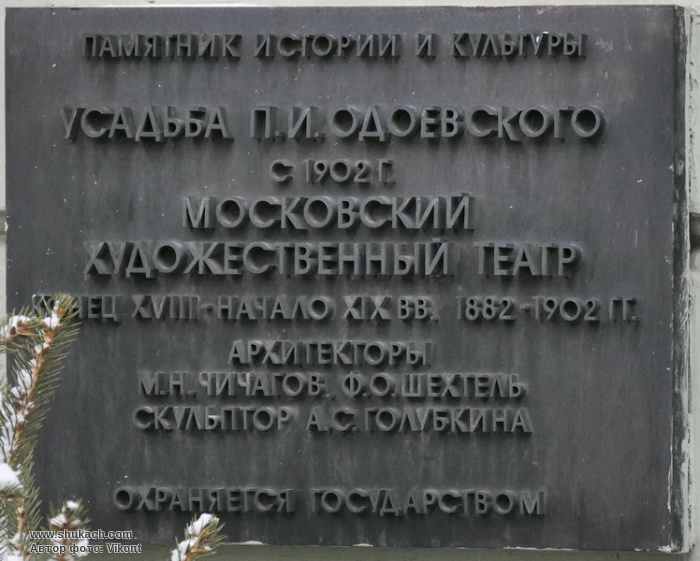 ПАМЯТНИК ИСТОРИИ И КУЛЬТУРЫ
УСАДЬБА П.И. ОДОЕВСКОГО
С 1902 Г.
МОСКОВСКИЙ
ХУДОЖЕСТВЕННЫЙ ТЕАТР
КОНЕЦ XVIII - НАЧАЛО XIX ВВ. 1882-1902 ГГ.
АРХИТЕКТОРЫ
М.Н. ЧИЧАГОВ, Ф.О. ШЕХТЕЛЬ
СКУЛЬПТОР А.С. ГОЛУБКИНА
ОХРАНЯЕТСЯ ГОСУДАРСТВОМ
www.shukach.com
Автор фото: Vikont